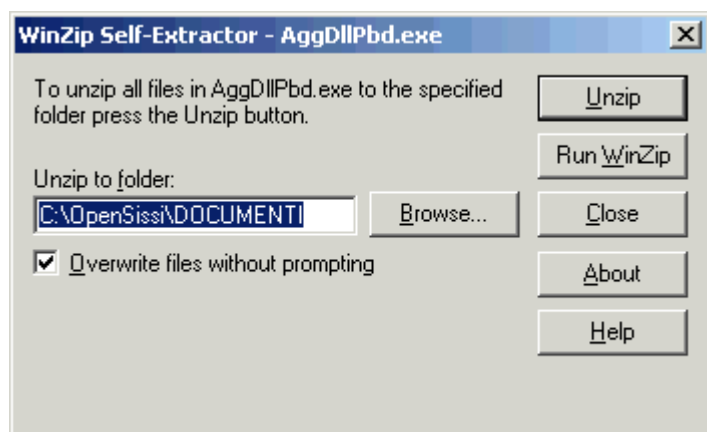 WinZip Self-Extractor - AggDllPbd.exe
To unzip all files in AggDllPbd.exe to the specified
folder press the Unzip button.
Unzip to folder:
C:\OpenSissi\DOCUMENTI
Browse...
Overwrite files without prompting
Unzip
Run WinZip
Close
About
Help